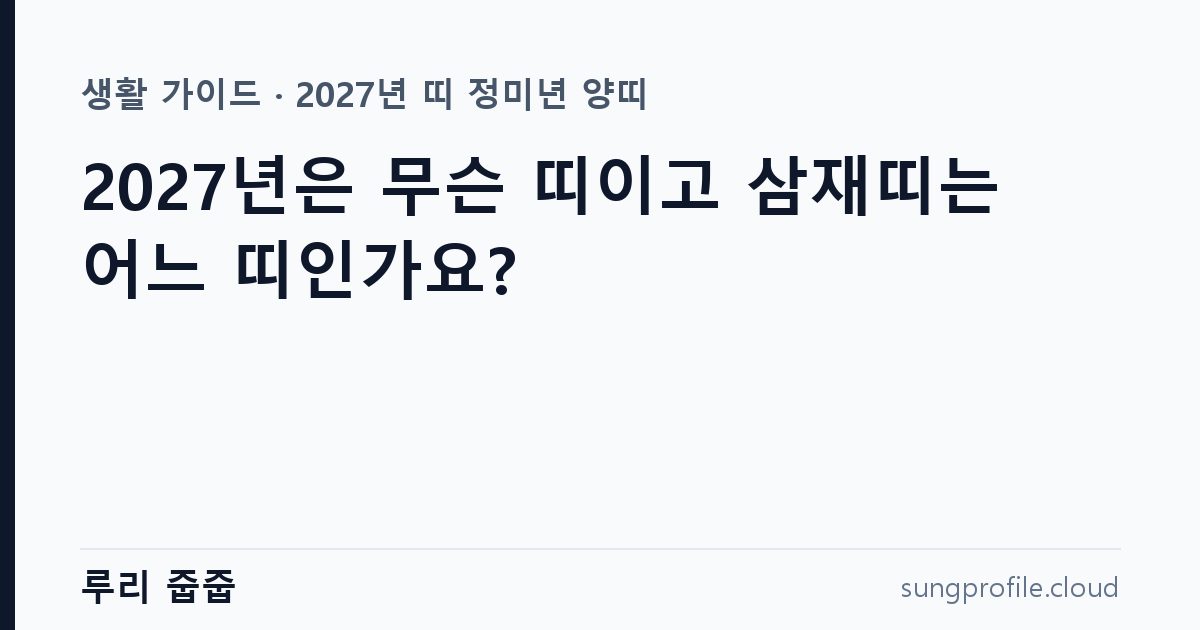 생활 가이드 · 2027년 띠 정미년 양띠
2027년은 무슨 띠이고 삼재띠는
어느 띠인가요?
루리 줍줍
sungprofile.cloud